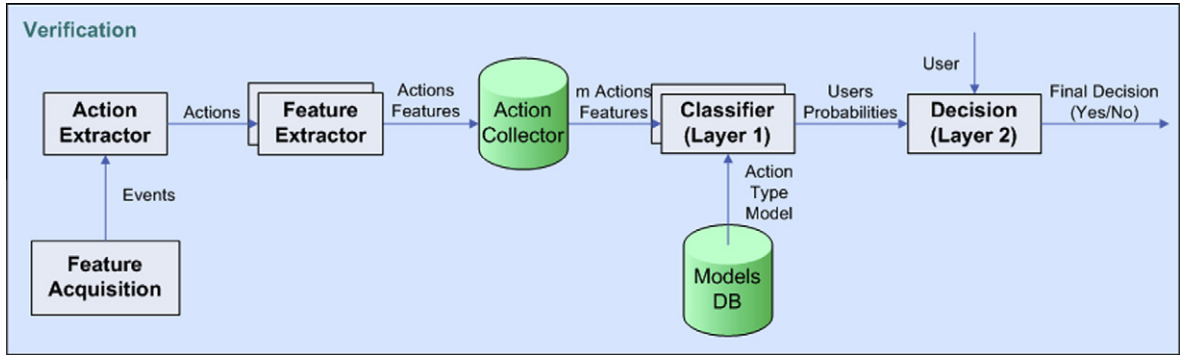 Verification
Action
Extractor
Actions
Feature
Extractor
Actions
Features
Action
Collector
m Actions
Features
Classifier
(Layer 1)
Users
Probabilities
User
Decision
(Layer 2)
Final Decision
(Yes/No)
Events
Action
Type
Model
Feature
Acquisition
Models
DB